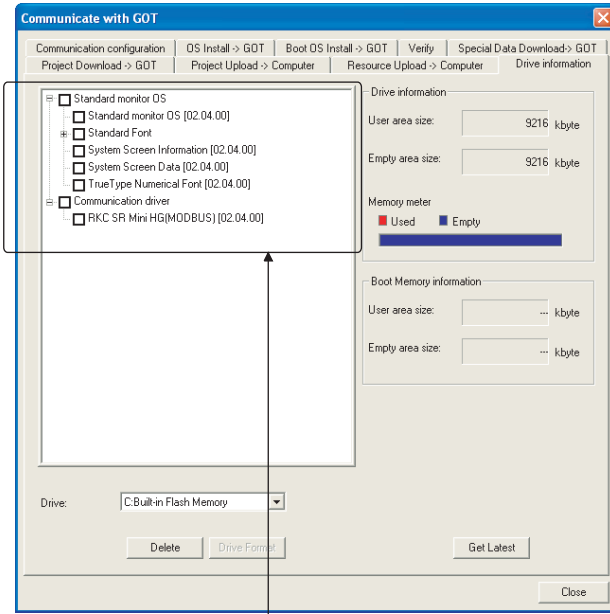 Communicate with GOT
Communication configuration | OS Install -> GOT | Boot OS Install -> GOT | Verify | Special Data Download-> GOT
Project Download -> GOT | Project Upload -> Computer | Resource Upload -> Computer | Drive information
Standard monitor OS
Standard monitor OS [02.04.00]
Standard Font
System Screen Information [02.04.00]
System Screen Data [02.04.00]
TrueType Numerical Font [02.04.00]
Communication driver
RKC SR Mini HG(MODBUS) [02.04.00]
Drive information
User area size: 9216 kbyte
Empty area size: 9216 kbyte
Memory meter
Used Empty
Boot Memory information
User area size: --- kbyte
Empty area size: --- kbyte
Drive: C:Built-in Flash Memory
Delete Drive Format Get Latest
Close